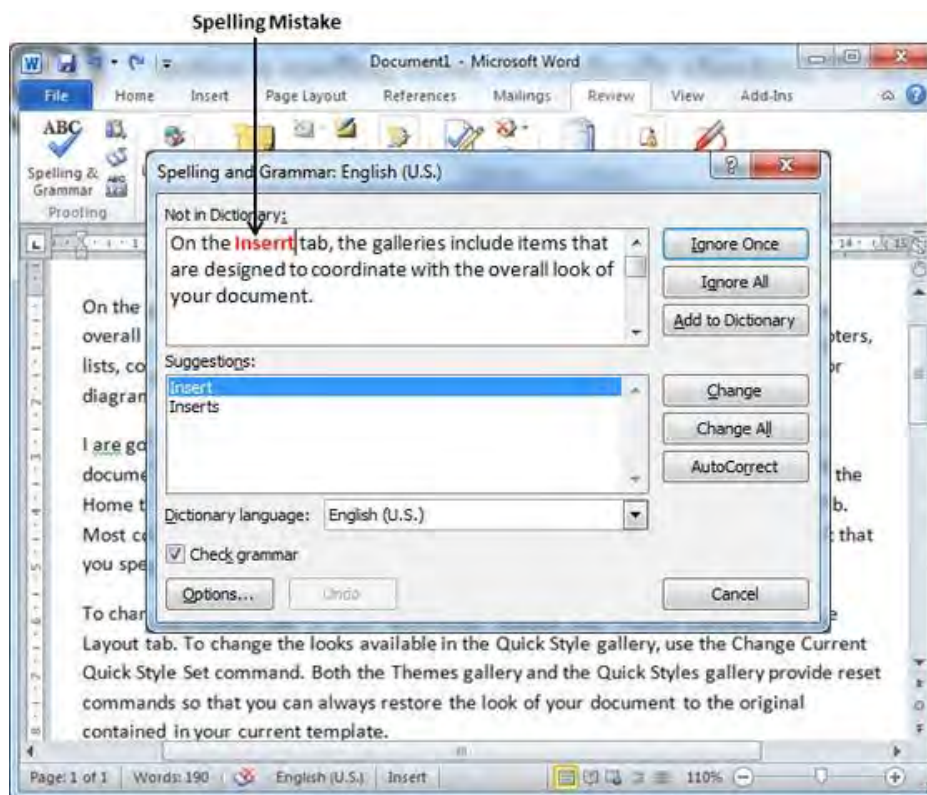 Spelling Mistake
Document1 - Microsoft Word
File Home Insert Page Layout References Mailings Review View Add-Ins
ABC
Spelling & Grammar
Proofing
Spelling and Grammar: English (U.S.)
Not in Dictionary:
On the Inserrt tab, the galleries include items that
are designed to coordinate with the overall look of
your document.
Ignore Once
Ignore All
Add to Dictionary
Suggestions:
Insert
Inserts
Change
Change All
AutoCorrect
Dictionary language: English (U.S.)
Check grammar
Options... Undo Cancel
On the
overall
lists, co
diagran
I are go
docume the
Home t b.
Most co that
you spe
To char
Layout tab. To change the looks available in the Quick Style gallery, use the Change Current
Quick Style Set command. Both the Themes gallery and the Quick Styles gallery provide reset
commands so that you can always restore the look of your document to the original
contained in your current template.
Page: 1 of 1 Words: 190 English (U.S.) Insert 110%